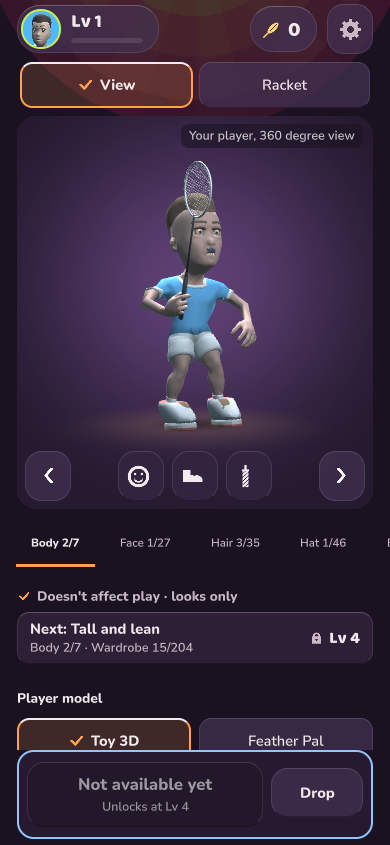 Lv 1
0
View
Racket
Your player, 360 degree view
Body 2/7
Face 1/27
Hair 3/35
Hat 1/46
Doesn't affect play · looks only
Next: Tall and lean
Body 2/7 · Wardrobe 15/204
Lv 4
Player model
Toy 3D
Feather Pal
Not available yet
Unlocks at Lv 4
Drop